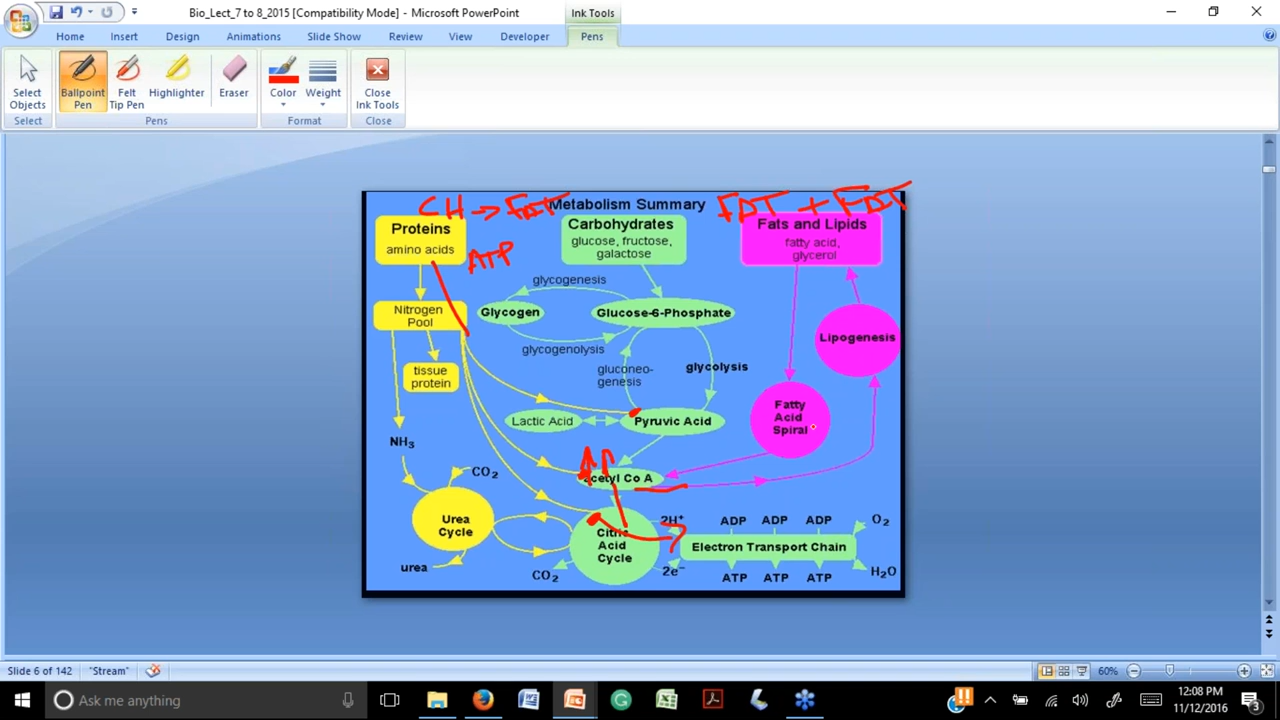 Bio_Lect_7 to 8_2015 [Compatibility Mode] - Microsoft PowerPoint
Ink Tools
Home Insert Design Animations Slide Show Review View Developer Pens
Select Objects
Ballpoint Pen
Felt Tip Pen
Highlighter
Eraser
Color
Weight
Close Ink Tools
Select
Pens
Format
Close
CH → FAT
Metabolism Summary
FAT + FAT
Proteins
amino acids
ATP
Carbohydrates
glucose, fructose,
galactose
Fats and Lipids
fatty acid,
glycerol
glycogenesis
Nitrogen
Pool
Glycogen
Glucose-6-Phosphate
glycogenolysis
Lipogenesis
tissue
protein
gluconeo-
genesis
glycolysis
Fatty
Acid
Spiral
Lactic Acid
Pyruvic Acid
NH3
CO2
acetyl Co A
Urea
Cycle
Citric
Acid
Cycle
2H+
ADP ADP ADP
O2
Electron Transport Chain
urea
CO2
2e-
ATP ATP ATP
H2O
Slide 6 of 142
"Stream"
60%
Ask me anything
12:08 PM
11/12/2016
3